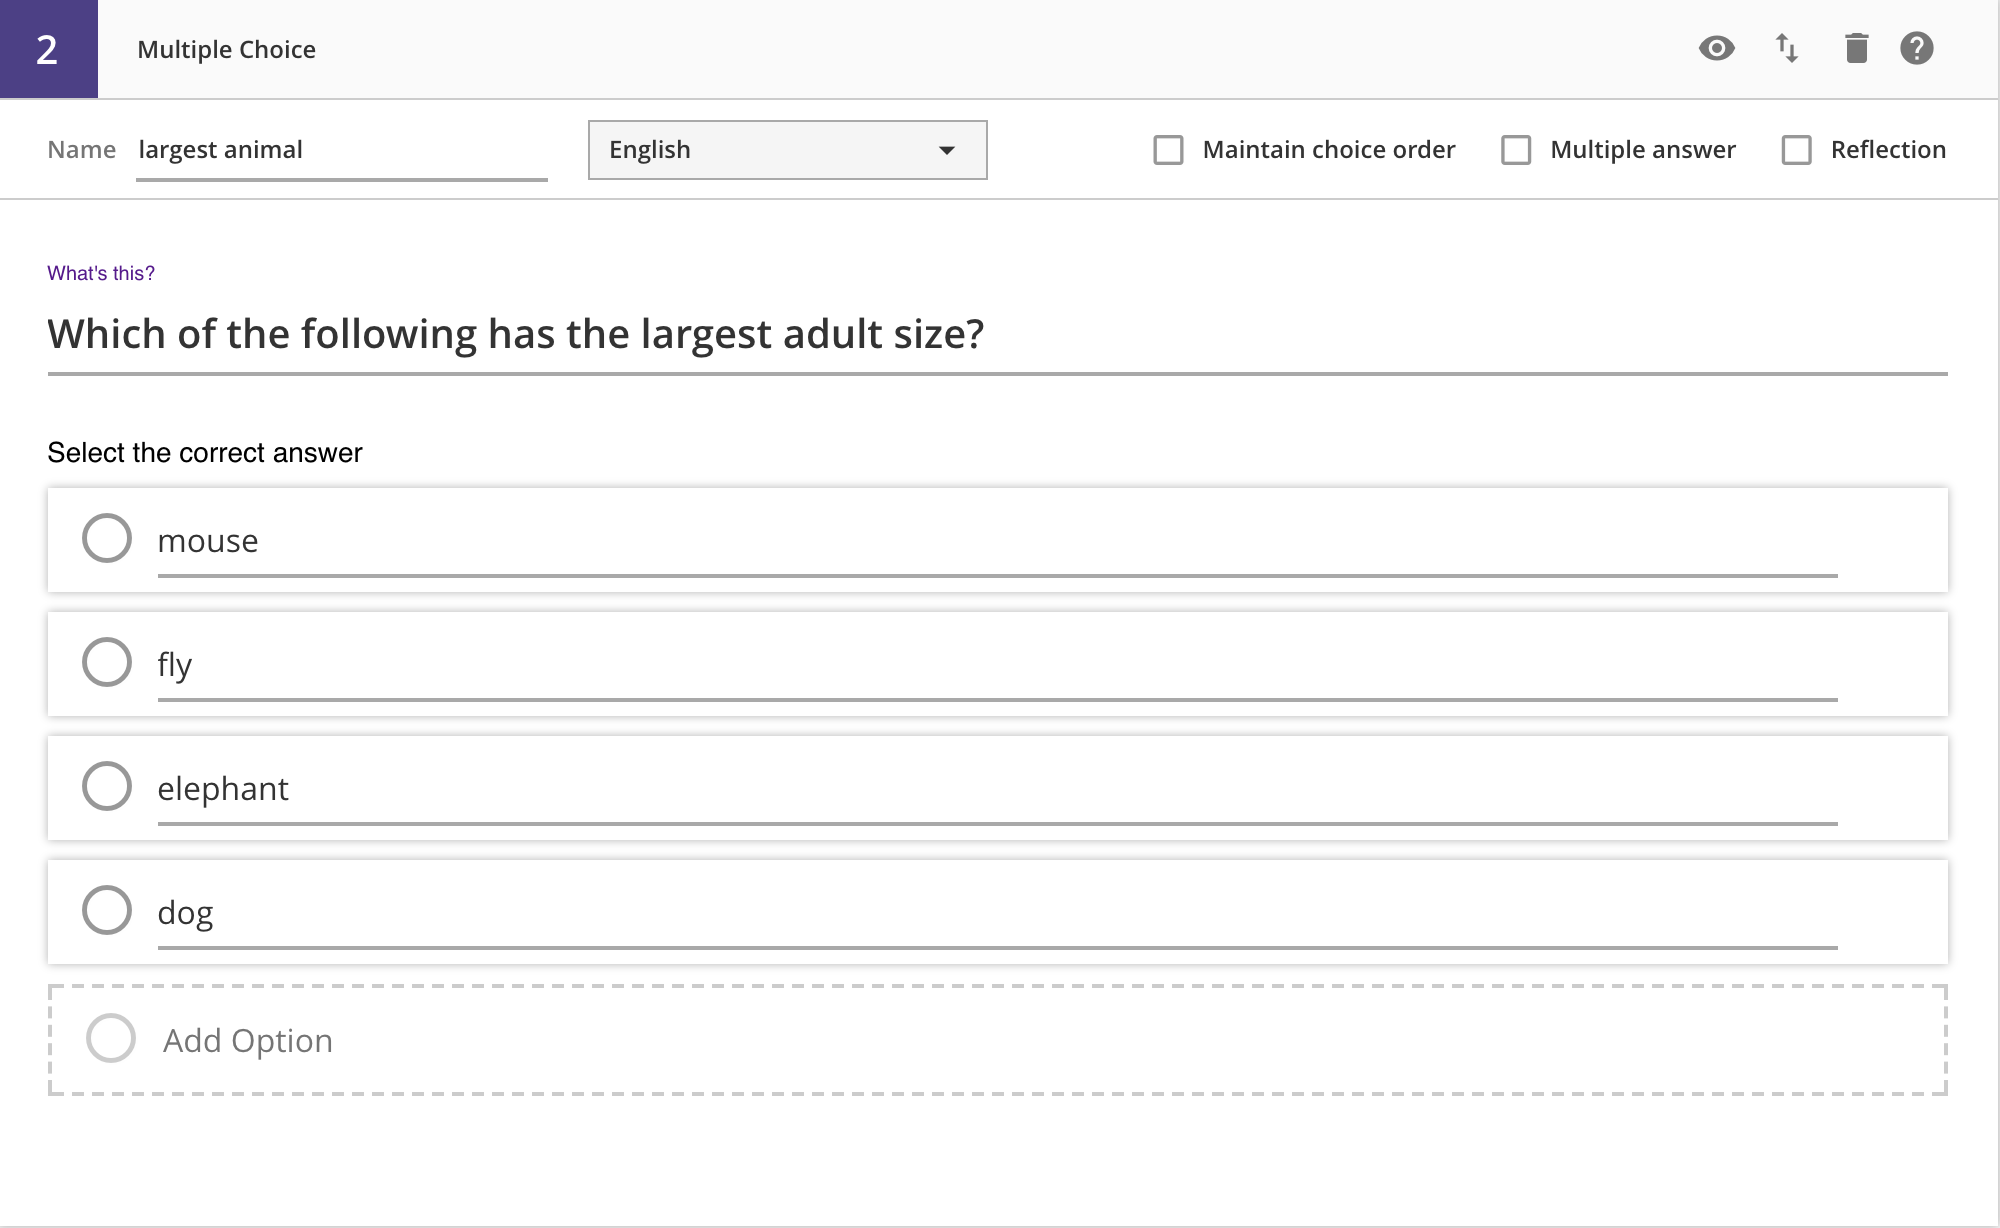 2
Multiple Choice
Name largest animal English Maintain choice order Multiple answer Reflection
What's this?
Which of the following has the largest adult size?
Select the correct answer
mouse
fly
elephant
dog
Add Option